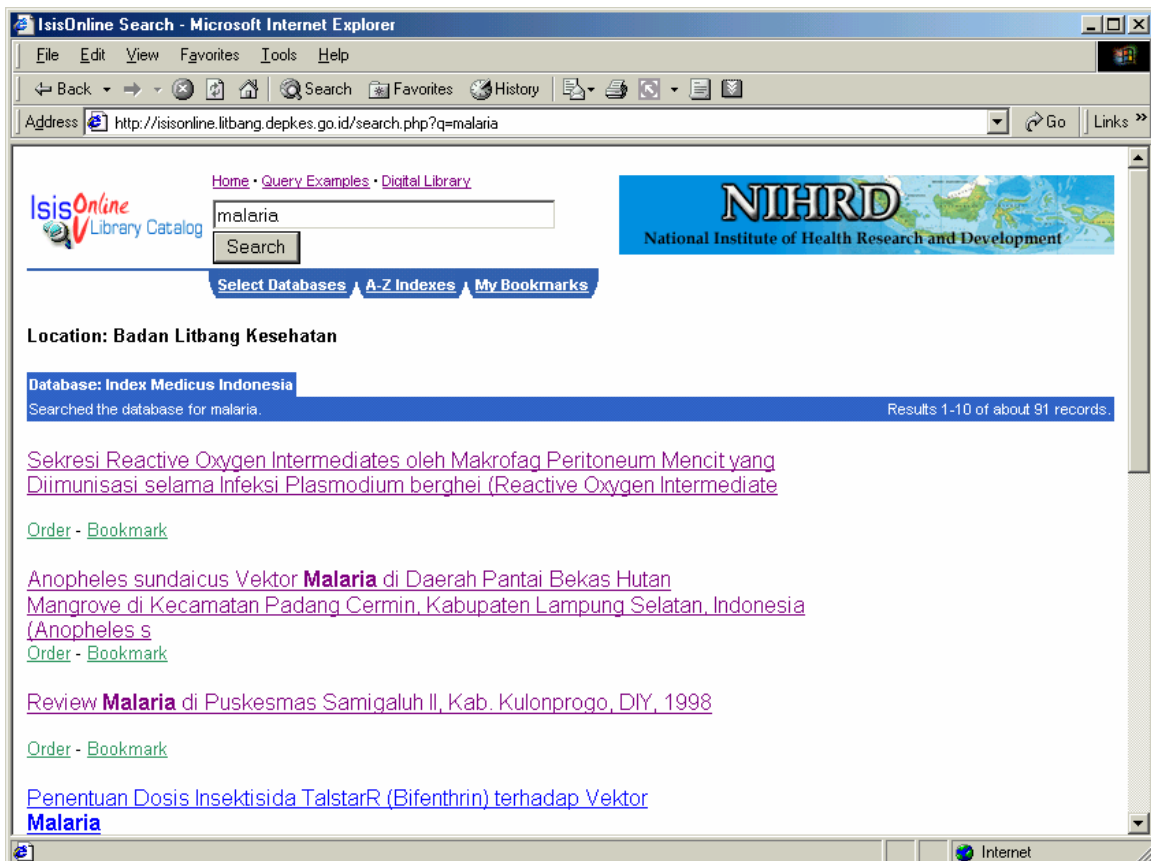 IsisOnline Search - Microsoft Internet Explorer
File Edit View Favorites Tools Help
Back Search Favorites History
Address http://isisonline.litbang.depkes.go.id/search.php?q=malaria Go Links »
Home • Query Examples • Digital Library
Isis Online
Library Catalog
malaria
Search
NIHRD
National Institute of Health Research and Development
Select Databases A-Z Indexes My Bookmarks
Location: Badan Litbang Kesehatan
Database: Index Medicus Indonesia
Searched the database for malaria. Results 1-10 of about 91 records.
Sekresi Reactive Oxygen Intermediates oleh Makrofag Peritoneum Mencit yang
Diimunisasi selama Infeksi Plasmodium berghei (Reactive Oxygen Intermediate
Order - Bookmark
Anopheles sundaicus Vektor Malaria di Daerah Pantai Bekas Hutan
Mangrove di Kecamatan Padang Cermin, Kabupaten Lampung Selatan, Indonesia
(Anopheles s
Order - Bookmark
Review Malaria di Puskesmas Samigaluh II, Kab. Kulonprogo, DIY, 1998
Order - Bookmark
Penentuan Dosis Insektisida TalstarR (Bifenthrin) terhadap Vektor
Malaria
Internet